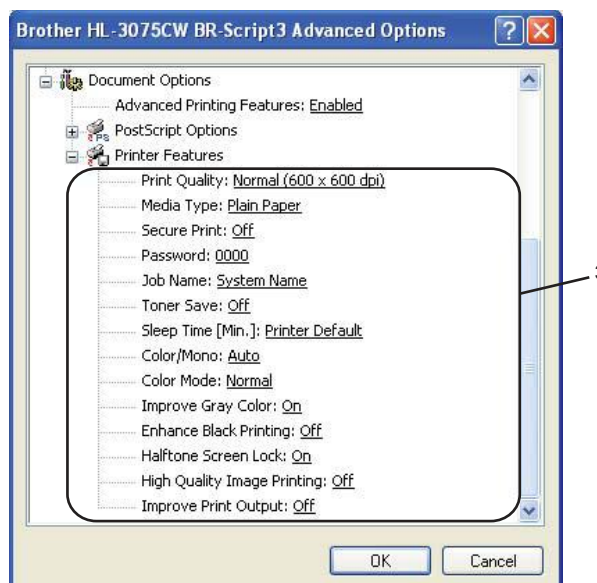 Brother HL-3075CW BR-Script3 Advanced Options
Document Options
Advanced Printing Features: Enabled
PostScript Options
Printer Features
Print Quality: Normal (600 x 600 dpi)
Media Type: Plain Paper
Secure Print: Off
Password: 0000
Job Name: System Name
Toner Save: Off
Sleep Time [Min.]: Printer Default
Color/Mono: Auto
Color Mode: Normal
Improve Gray Color: On
Enhance Black Printing: Off
Halftone Screen Lock: On
High Quality Image Printing: Off
Improve Print Output: Off
OK Cancel